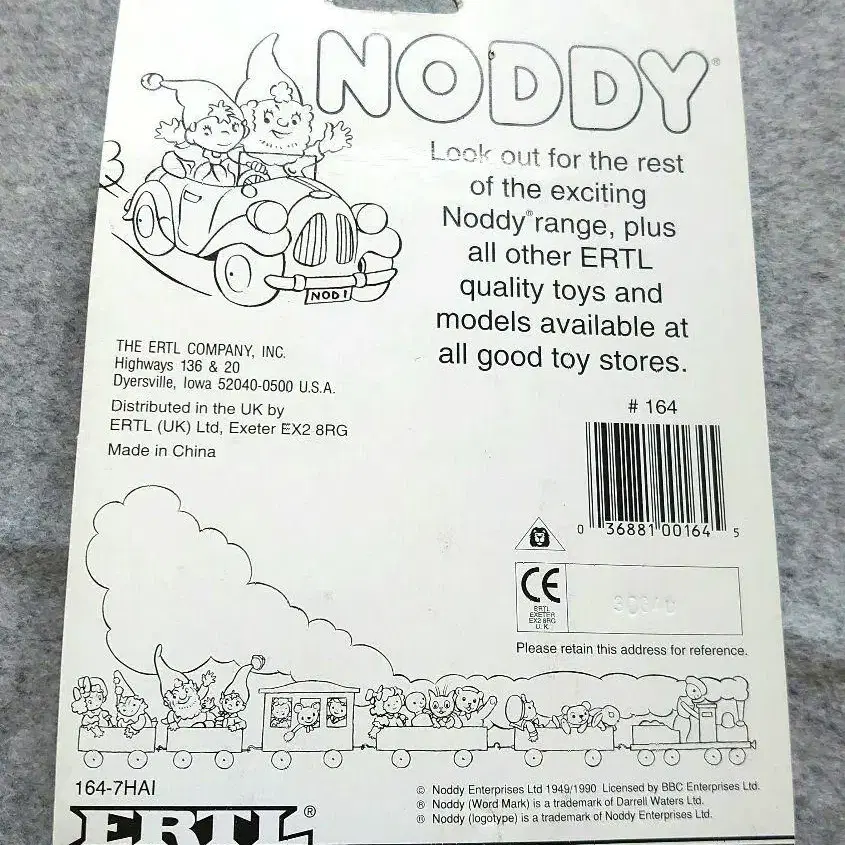 NODDY®
Look out for the rest
of the exciting
Noddy® range, plus
all other ERTL
quality toys and
models available at
all good toy stores.
NOD 1
THE ERTL COMPANY, INC.
Highways 136 & 20
Dyersville, Iowa 52040-0500 U.S.A.
Distributed in the UK by
ERTL (UK) Ltd, Exeter EX2 8RG
Made in China
# 164
0 36881 00164 5
CE
ERTL
EXETER
EX2 8RG
U.K.
Please retain this address for reference.
164-7HAI
ERTL®
© Noddy Enterprises Ltd 1949/1990 Licensed by BBC Enterprises Ltd.
® Noddy (Word Mark) is a trademark of Darrell Waters Ltd.
® Noddy (logotype) is a trademark of Noddy Enterprises Ltd.